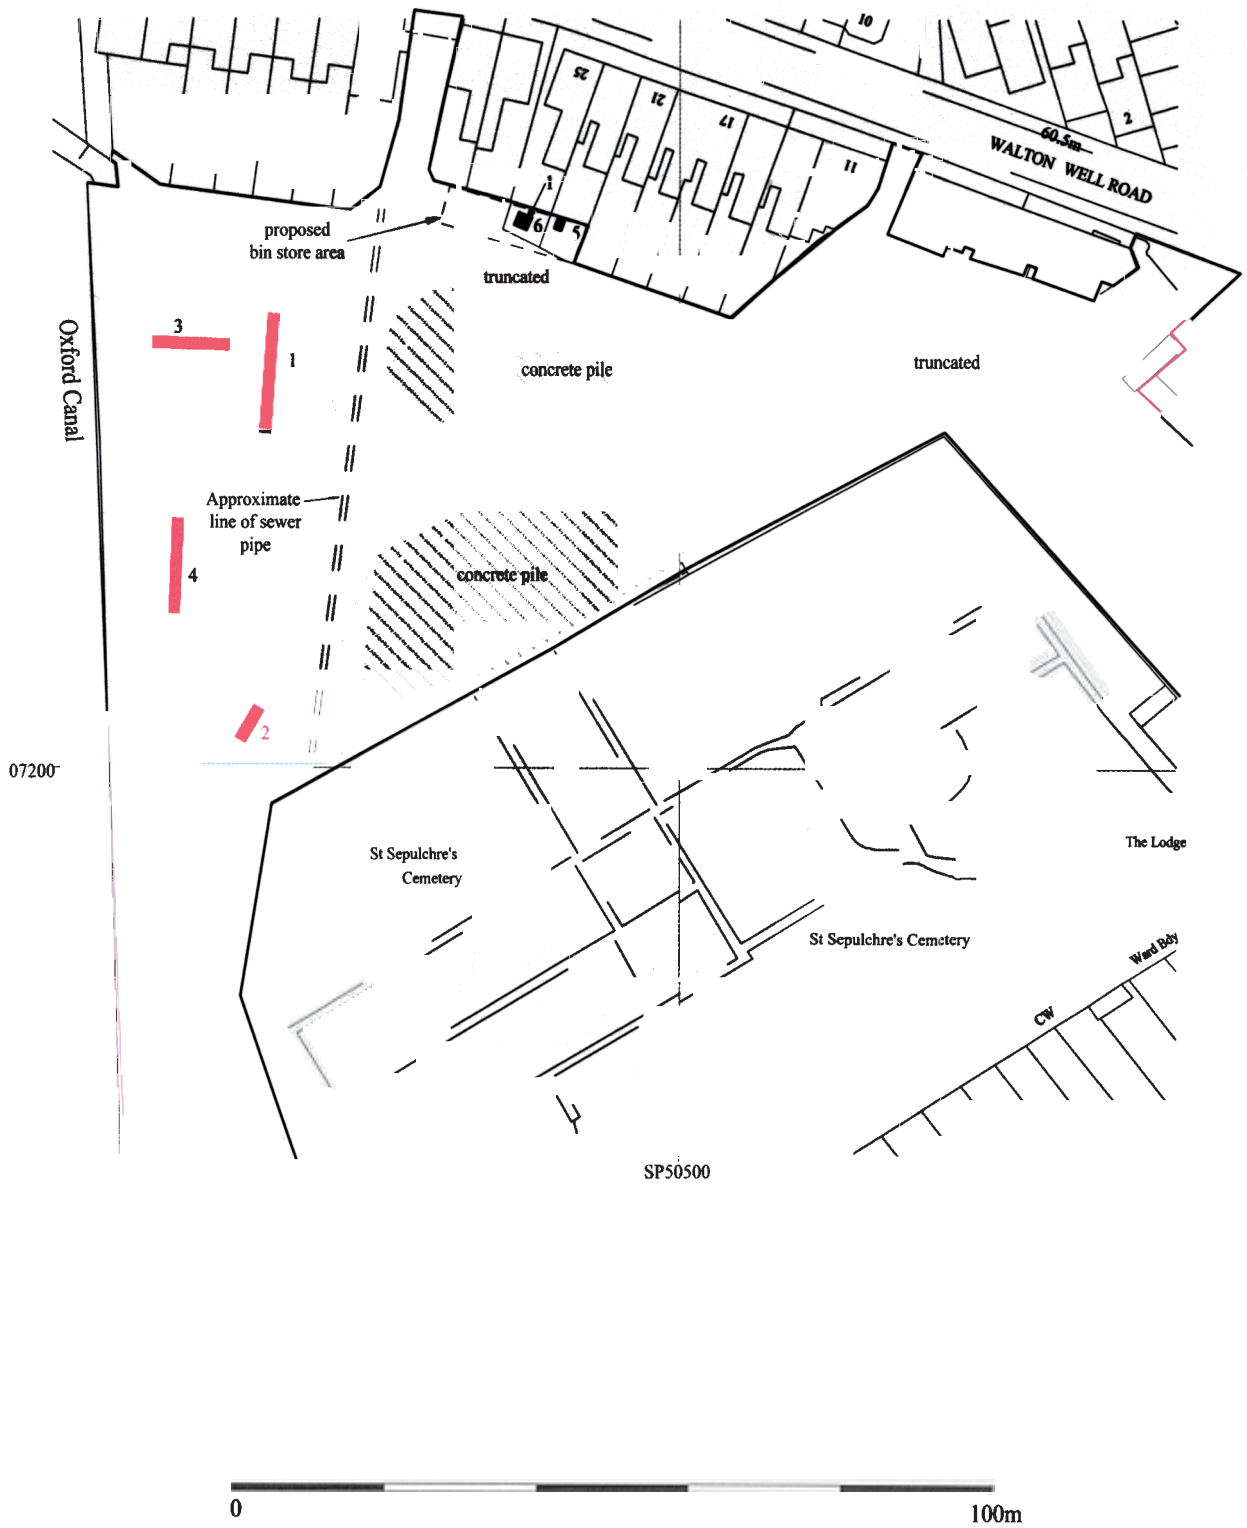 10
25
21
17
11
2
60.5m
WALTON WELL ROAD
1
6
5
proposed
bin store area
truncated
3
1
Oxford Canal
concrete pile
truncated
Approximate
line of sewer
pipe
4
concrete pile
2
07200
St Sepulchre's
Cemetery
The Lodge
St Sepulchre's Cemetery
Ward Bdy
CW
SP50500
0
100m